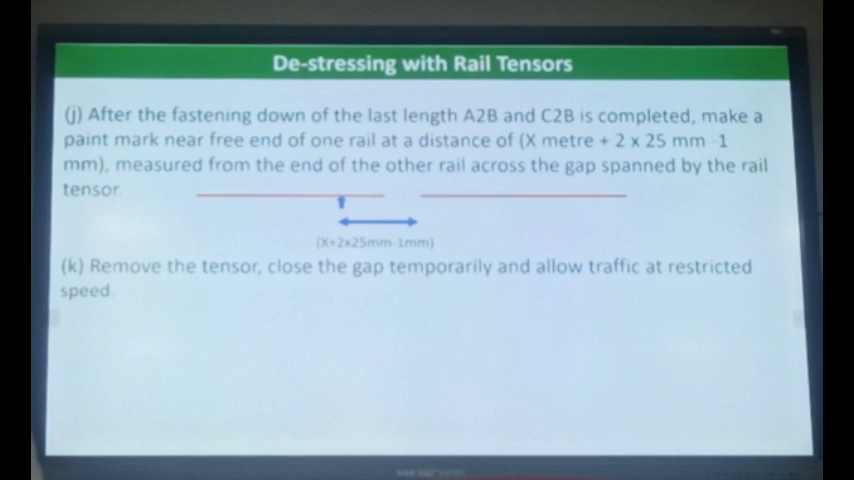 De-stressing with Rail Tensors
(j) After the fastening down of the last length A2B and C2B is completed, make a
paint mark near free end of one rail at a distance of (X metre + 2 x 25 mm -1
mm), measured from the end of the other rail across the gap spanned by the rail
tensor.
(X+2x25mm-1mm)
(k) Remove the tensor, close the gap temporarily and allow traffic at restricted
speed.